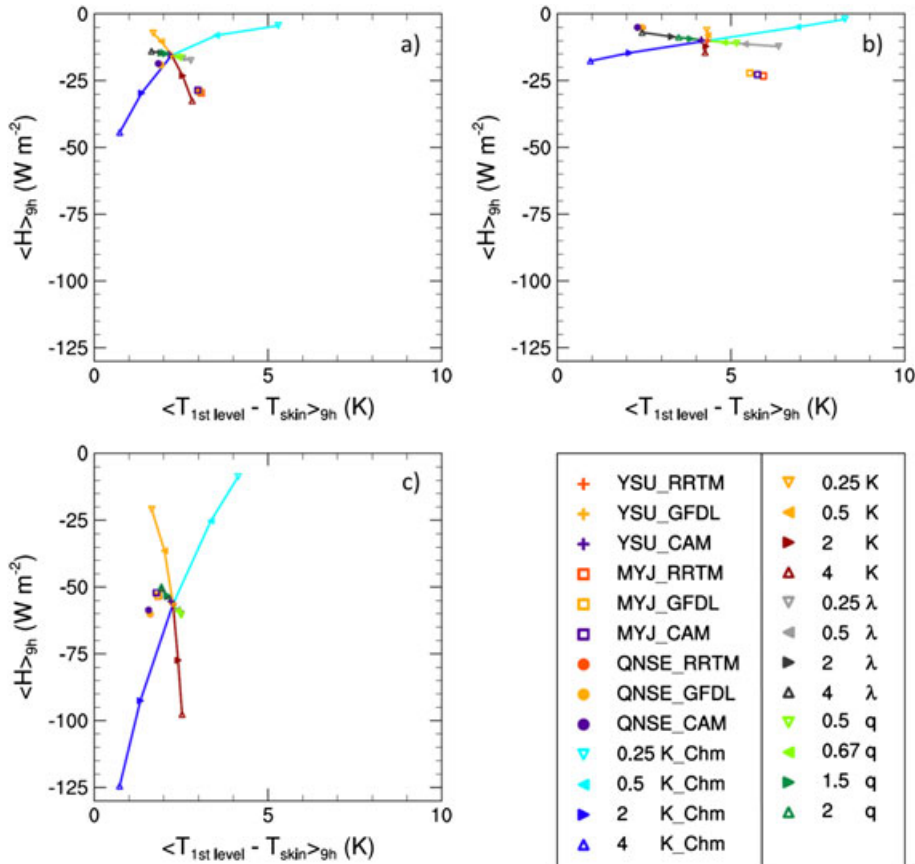 a)
0
-25
-50
-75
-100
-125
<H>9h (W m-2)
0 5 10
<T1st level - Tskin>9h (K)
b)
0
-25
-50
-75
-100
-125
<H>9h (W m-2)
0 5 10
<T1st level - Tskin>9h (K)
c)
0
-25
-50
-75
-100
-125
<H>9h (W m-2)
0 5 10
<T1st level - Tskin>9h (K)
YSU_RRTM
YSU_GFDL
YSU_CAM
MYJ_RRTM
MYJ_GFDL
MYJ_CAM
QNSE_RRTM
QNSE_GFDL
QNSE_CAM
0.25 K_Chm
0.5 K_Chm
2 K_Chm
4 K_Chm
0.25 K
0.5 K
2 K
4 K
0.25 λ
0.5 λ
2 λ
4 λ
0.5 q
0.67 q
1.5 q
2 q